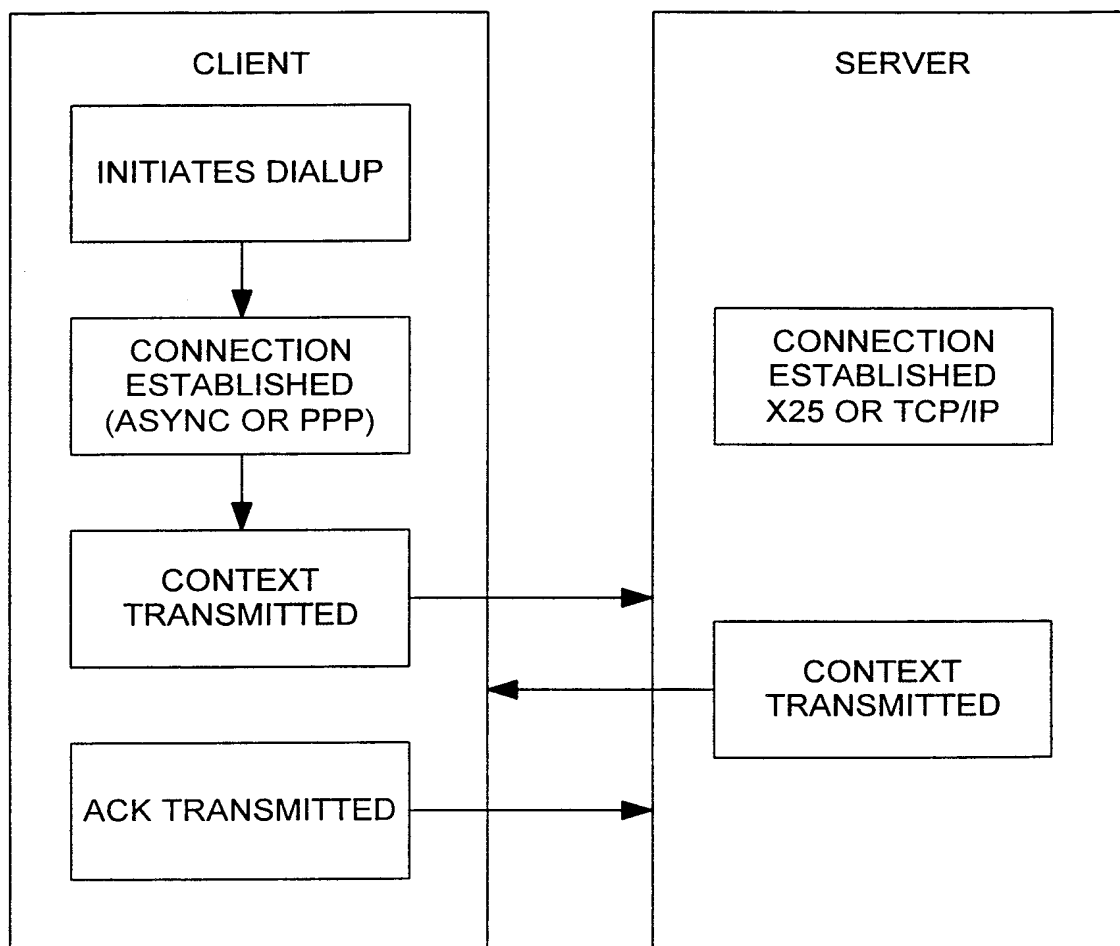 CLIENT
SERVER
INITIATES DIALUP
CONNECTION
ESTABLISHED
(ASYNC OR PPP)
CONNECTION
ESTABLISHED
X25 OR TCP/IP
CONTEXT
TRANSMITTED
CONTEXT
TRANSMITTED
ACK TRANSMITTED